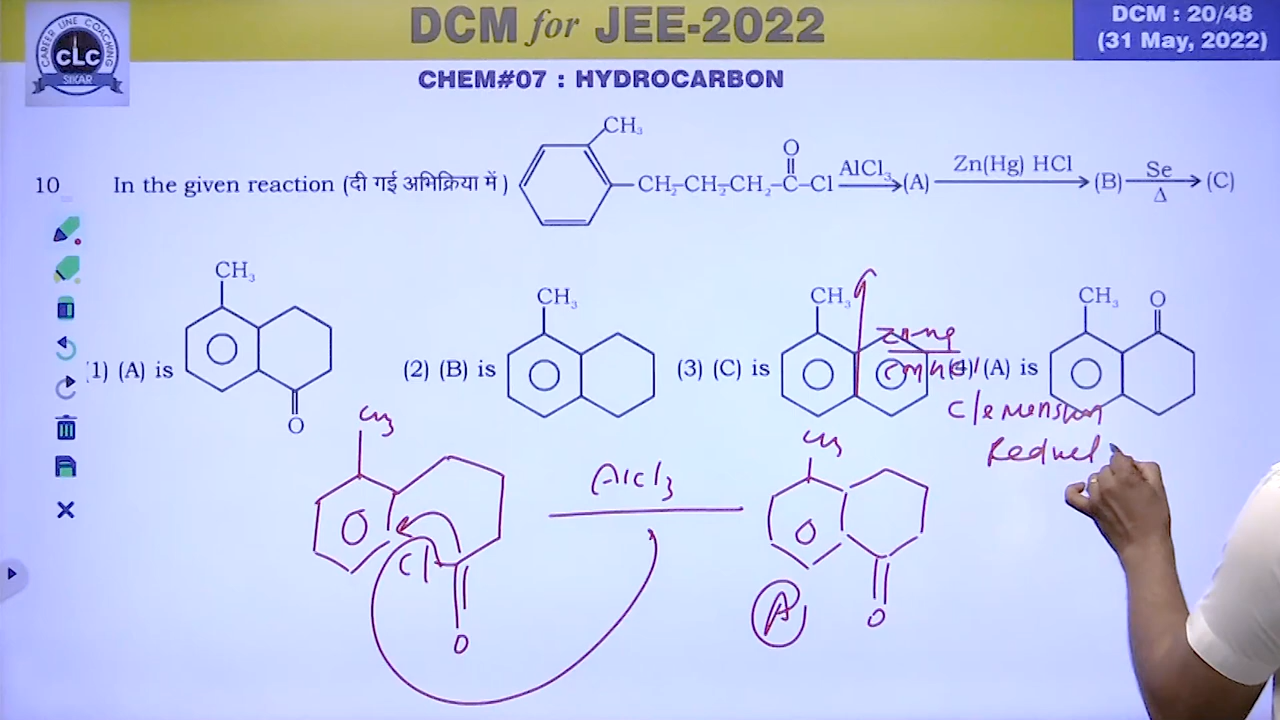 CAREER LINE COACHING
CLC
SIKAR
DCM for JEE-2022
DCM : 20/48
(31 May, 2022)
CHEM#07 : HYDROCARBON
10 In the given reaction (दी गई अभिक्रिया में )
CH₃
CH₂-CH₂-CH₂-C-Cl
O
AlCl₃
(A)
Zn(Hg) HCl
(B)
Se
Δ
(C)
1) (A) is
CH₃
O
(2) (B) is
CH₃
(3) (C) is
CH₃
(4) (A) is
CH₃
O
Clemenson
Reduct
CH₃
Cl
O
AlCl₃
CH₃
O
A